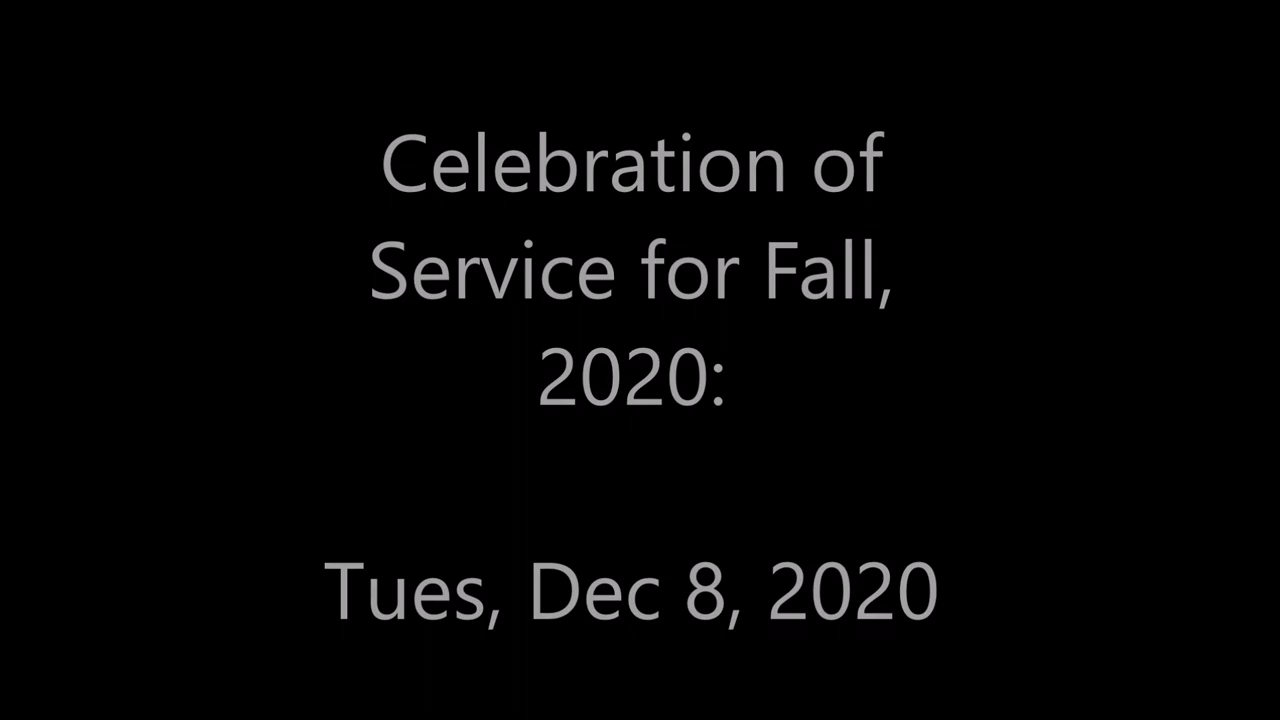 Celebration of
Service for Fall,
2020:
Tues, Dec 8, 2020